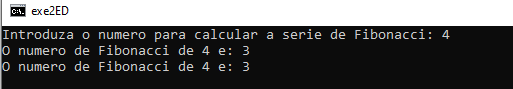 C:\. exe2ED
Introduza o numero para calcular a serie de Fibonacci: 4
O numero de Fibonacci de 4 e: 3
O numero de Fibonacci de 4 e: 3